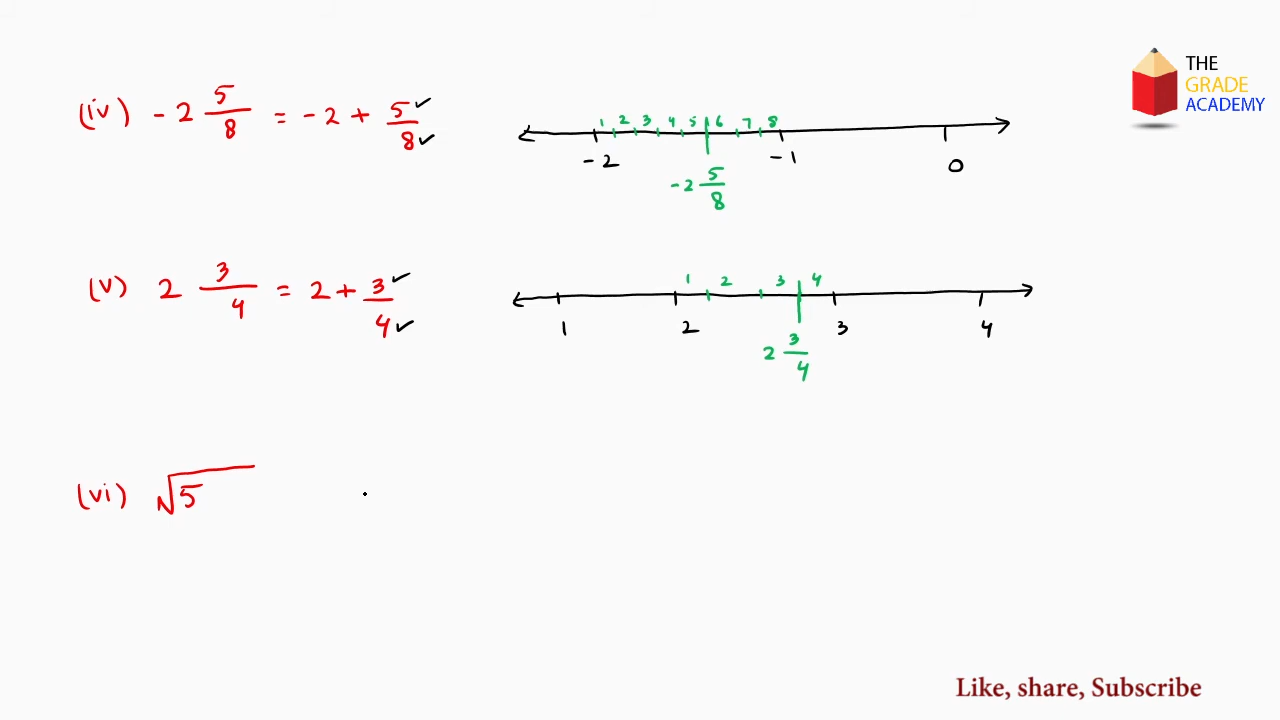 THE
GRADE
ACADEMY
(iv) - 2 5/8 = - 2 + 5/8
1 2 3 4 5 6 7 8
-2 -1 0
-2 5/8
(v) 2 3/4 = 2 + 3/4
1 2 3 4
1 2 3 4
2 3/4
(vi) √5
Like, share, Subscribe